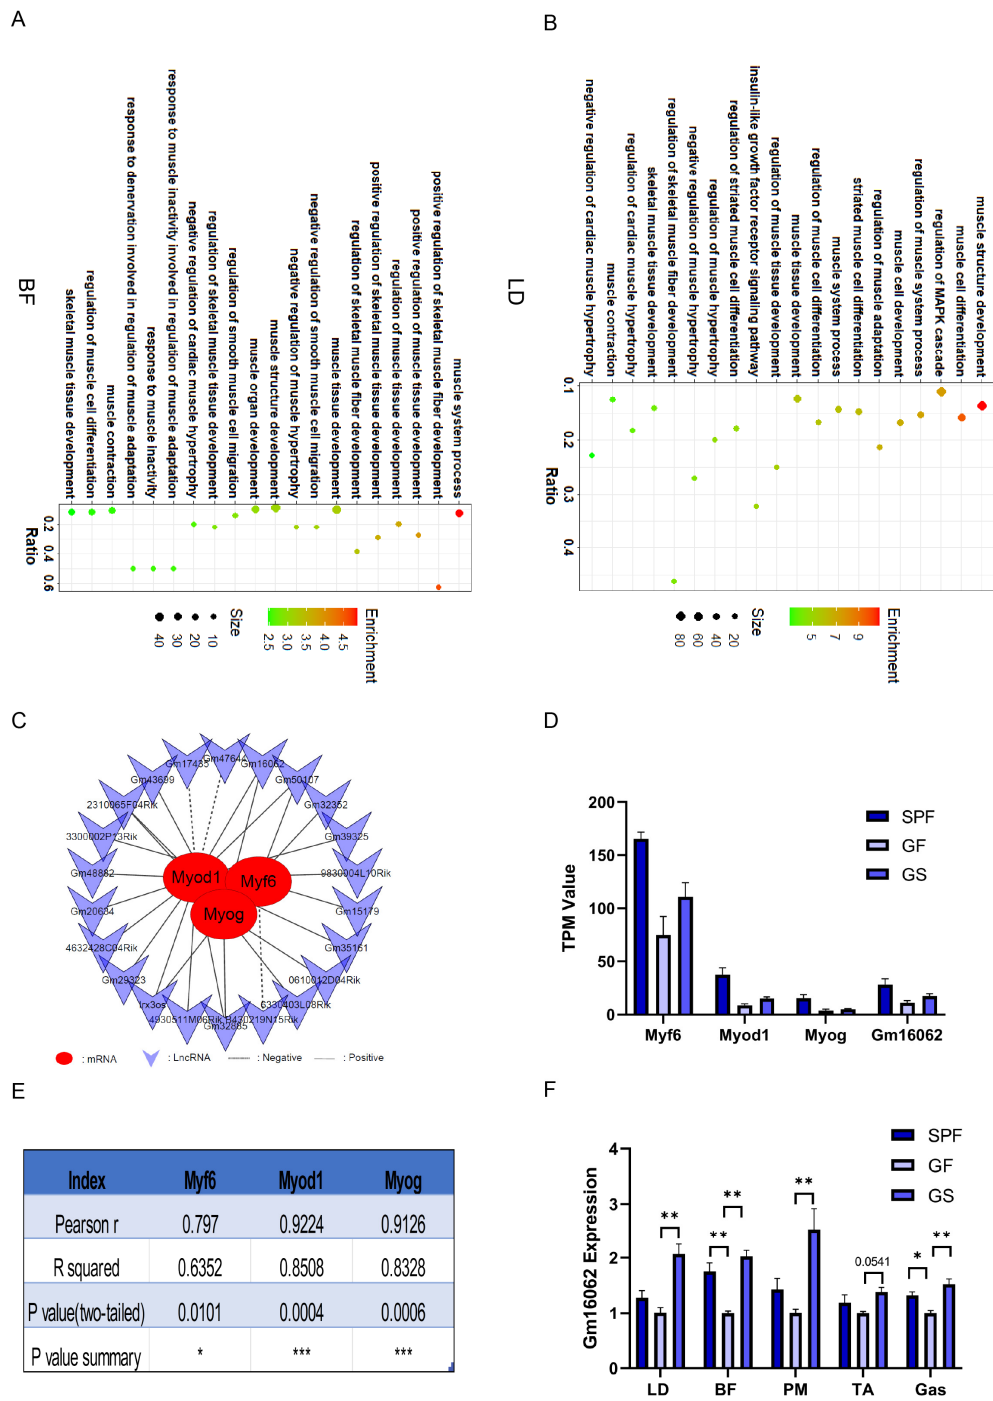 A
skeletal muscle tissue development
regulation of muscle cell differentiation
muscle contraction
response to denervation involved in regulation of muscle adaptation
response to muscle inactivity
response to muscle inactivity involved in regulation of muscle adaptation
negative regulation of cardiac muscle hypertrophy
regulation of skeletal muscle tissue development
regulation of smooth muscle cell migration
muscle organ development
muscle structure development
negative regulation of muscle hypertrophy
negative regulation of smooth muscle cell migration
muscle tissue development
regulation of skeletal muscle fiber development
positive regulation of skeletal muscle tissue development
regulation of muscle tissue development
positive regulation of muscle tissue development
positive regulation of skeletal muscle fiber development
muscle system process
BF
0.2
0.4
0.6
Ratio
Size
10
20
30
40
Enrichment
2.5
3.0
3.5
4.0
4.5
B
negative regulation of cardiac muscle hypertrophy
muscle contraction
regulation of cardiac muscle hypertrophy
skeletal muscle tissue development
regulation of skeletal muscle fiber development
negative regulation of muscle hypertrophy
regulation of muscle hypertrophy
regulation of striated muscle cell differentiation
insulin-like growth factor receptor signaling pathway
regulation of muscle tissue development
muscle tissue development
regulation of muscle cell differentiation
muscle system process
striated muscle cell differentiation
regulation of muscle adaptation
muscle cell development
regulation of muscle system process
regulation of MAPK cascade
muscle cell differentiation
muscle structure development
LD
0.1
0.2
0.3
0.4
Ratio
Size
20
40
60
80
Enrichment
5
7
9
C
Gm4764
Gm17435
Gm16062
Gm43699
Gm50107
2310065F04Rik
Gm32352
3300002P13Rik
Gm39325
Gm48882
9830004L10Rik
Gm20634
Gm15179
4632428C04Rik
Gm35161
Gm29323
0610012D04Rik
Irx3os
6330403L08Rik
4930511M06Rik
B430219N15Rik
Gm32885
Myod1
Myf6
Myog
: mRNA
: LncRNA
: Negative
: Positive
D
TPM Value
200
150
100
50
0
Myf6
Myod1
Myog
Gm16062
SPF
GF
GS
E
Index Myf6 Myod1 Myog
Pearson r 0.797 0.9224 0.9126
R squared 0.6352 0.8508 0.8328
P value(two-tailed) 0.0101 0.0004 0.0006
P value summary * *** ***
F
Gm16062 Expression
4
3
2
1
0
**
**
**
**
0.0541
*
**
LD
BF
PM
TA
Gas
SPF
GF
GS